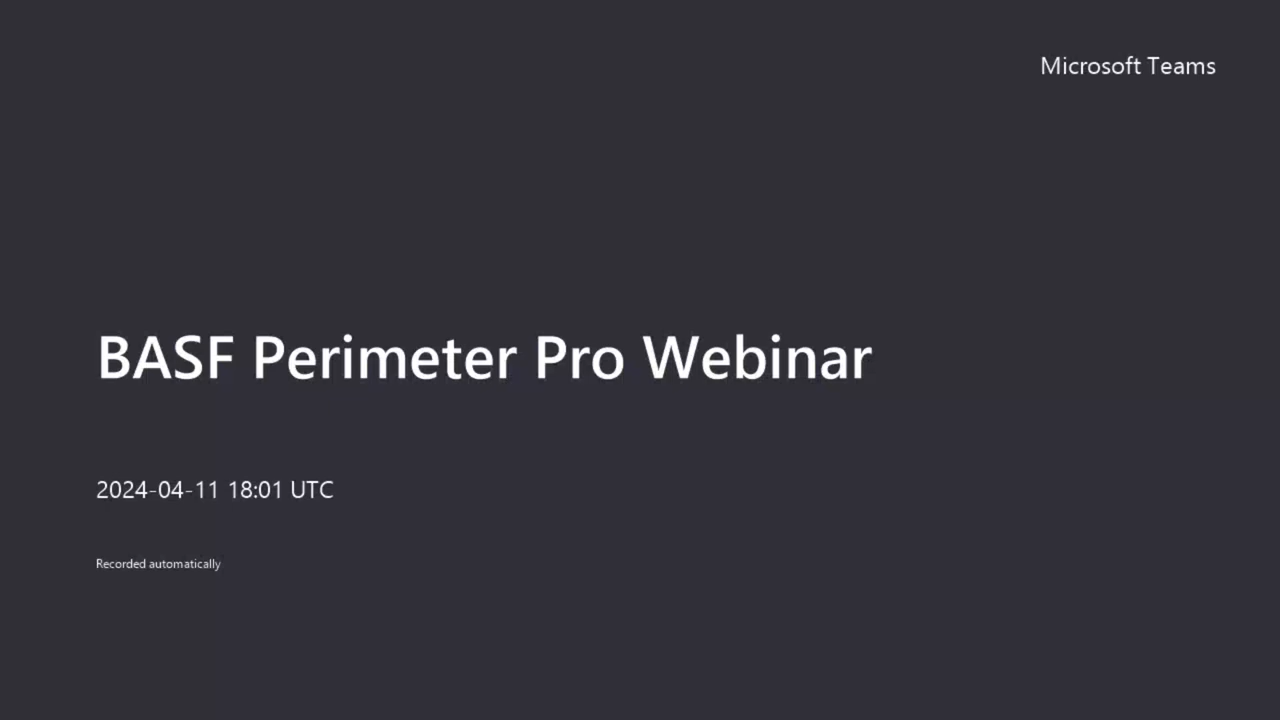 Microsoft Teams
BASF Perimeter Pro Webinar
2024-04-11 18:01 UTC
Recorded automatically